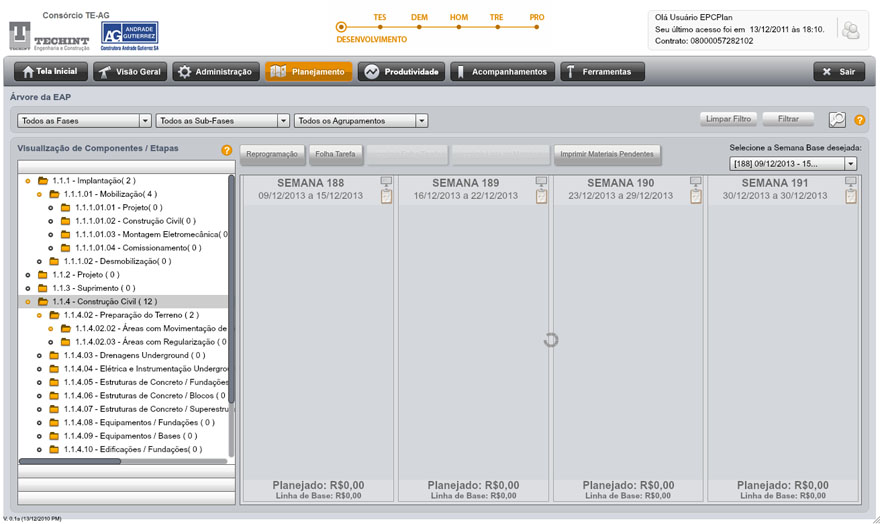 Consórcio TE-AG
TECHINT
Engenharia e Construção
ANDRADE
GUTIERREZ
Construtora Andrade Gutierrez SA
TES DEM HOM TRE PRO
DESENVOLVIMENTO
Olá Usuário EPCPlan
Seu último acesso foi em 13/12/2011 às 18:10.
Contrato: 08000057282102
Tela Inicial Visão Geral Administração Planejamento Produtividade Acompanhamentos Ferramentas Sair
Árvore da EAP
Todos as Fases Todos as Sub-Fases Todos os Agrupamentos Limpar Filtro Filtrar
Visualização de Componentes / Etapas
Reprogramação Folha Tarefa Imprimir Materiais Pendentes
Selecione a Semana Base desejada:
[188] 09/12/2013 - 15...
1.1.1 - Implantação( 2 )
1.1.1.01 - Mobilização( 4 )
1.1.1.01.01 - Projeto( 0 )
1.1.1.01.02 - Construção Civil( 0 )
1.1.1.01.03 - Montagem Eletromecânica( 0
1.1.1.01.04 - Comissionamento( 0 )
1.1.1.02 - Desmobilização( 0 )
1.1.2 - Projeto ( 0 )
1.1.3 - Suprimento ( 0 )
1.1.4 - Construção Civil ( 12 )
1.1.4.02 - Preparação do Terreno ( 2 )
1.1.4.02.02 - Áreas com Movimentação de
1.1.4.02.03 - Áreas com Regularização ( 0
1.1.4.03 - Drenagens Underground ( 0 )
1.1.4.04 - Elétrica e Instrumentação Undergrou
1.1.4.05 - Estruturas de Concreto / Fundações
1.1.4.06 - Estruturas de Concreto / Blocos ( 0 )
1.1.4.07 - Estruturas de Concreto / Superestru
1.1.4.08 - Equipamentos / Fundações ( 0 )
1.1.4.09 - Equipamentos / Bases ( 0 )
1.1.4.10 - Edificações / Fundações( 0 )
SEMANA 188
09/12/2013 a 15/12/2013
Planejado: R$0,00
Linha de Base: R$0,00
SEMANA 189
16/12/2013 a 22/12/2013
Planejado: R$0,00
Linha de Base: R$0,00
SEMANA 190
23/12/2013 a 29/12/2013
Planejado: R$0,00
Linha de Base: R$0,00
SEMANA 191
30/12/2013 a 30/12/2013
Planejado: R$0,00
Linha de Base: R$0,00
V. 0.1a (13/12/2010 PM)